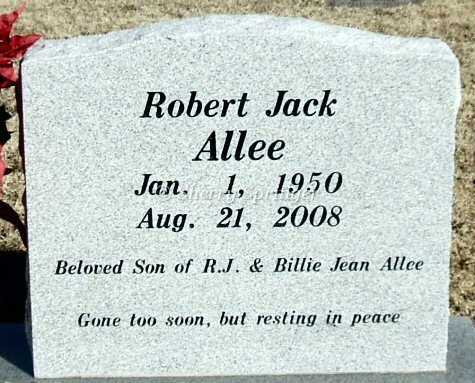 Robert Jack
Allee
Jan. 1, 1950
Aug. 21, 2008
Beloved Son of R.J. & Billie Jean Allee
Gone too soon, but resting in peace